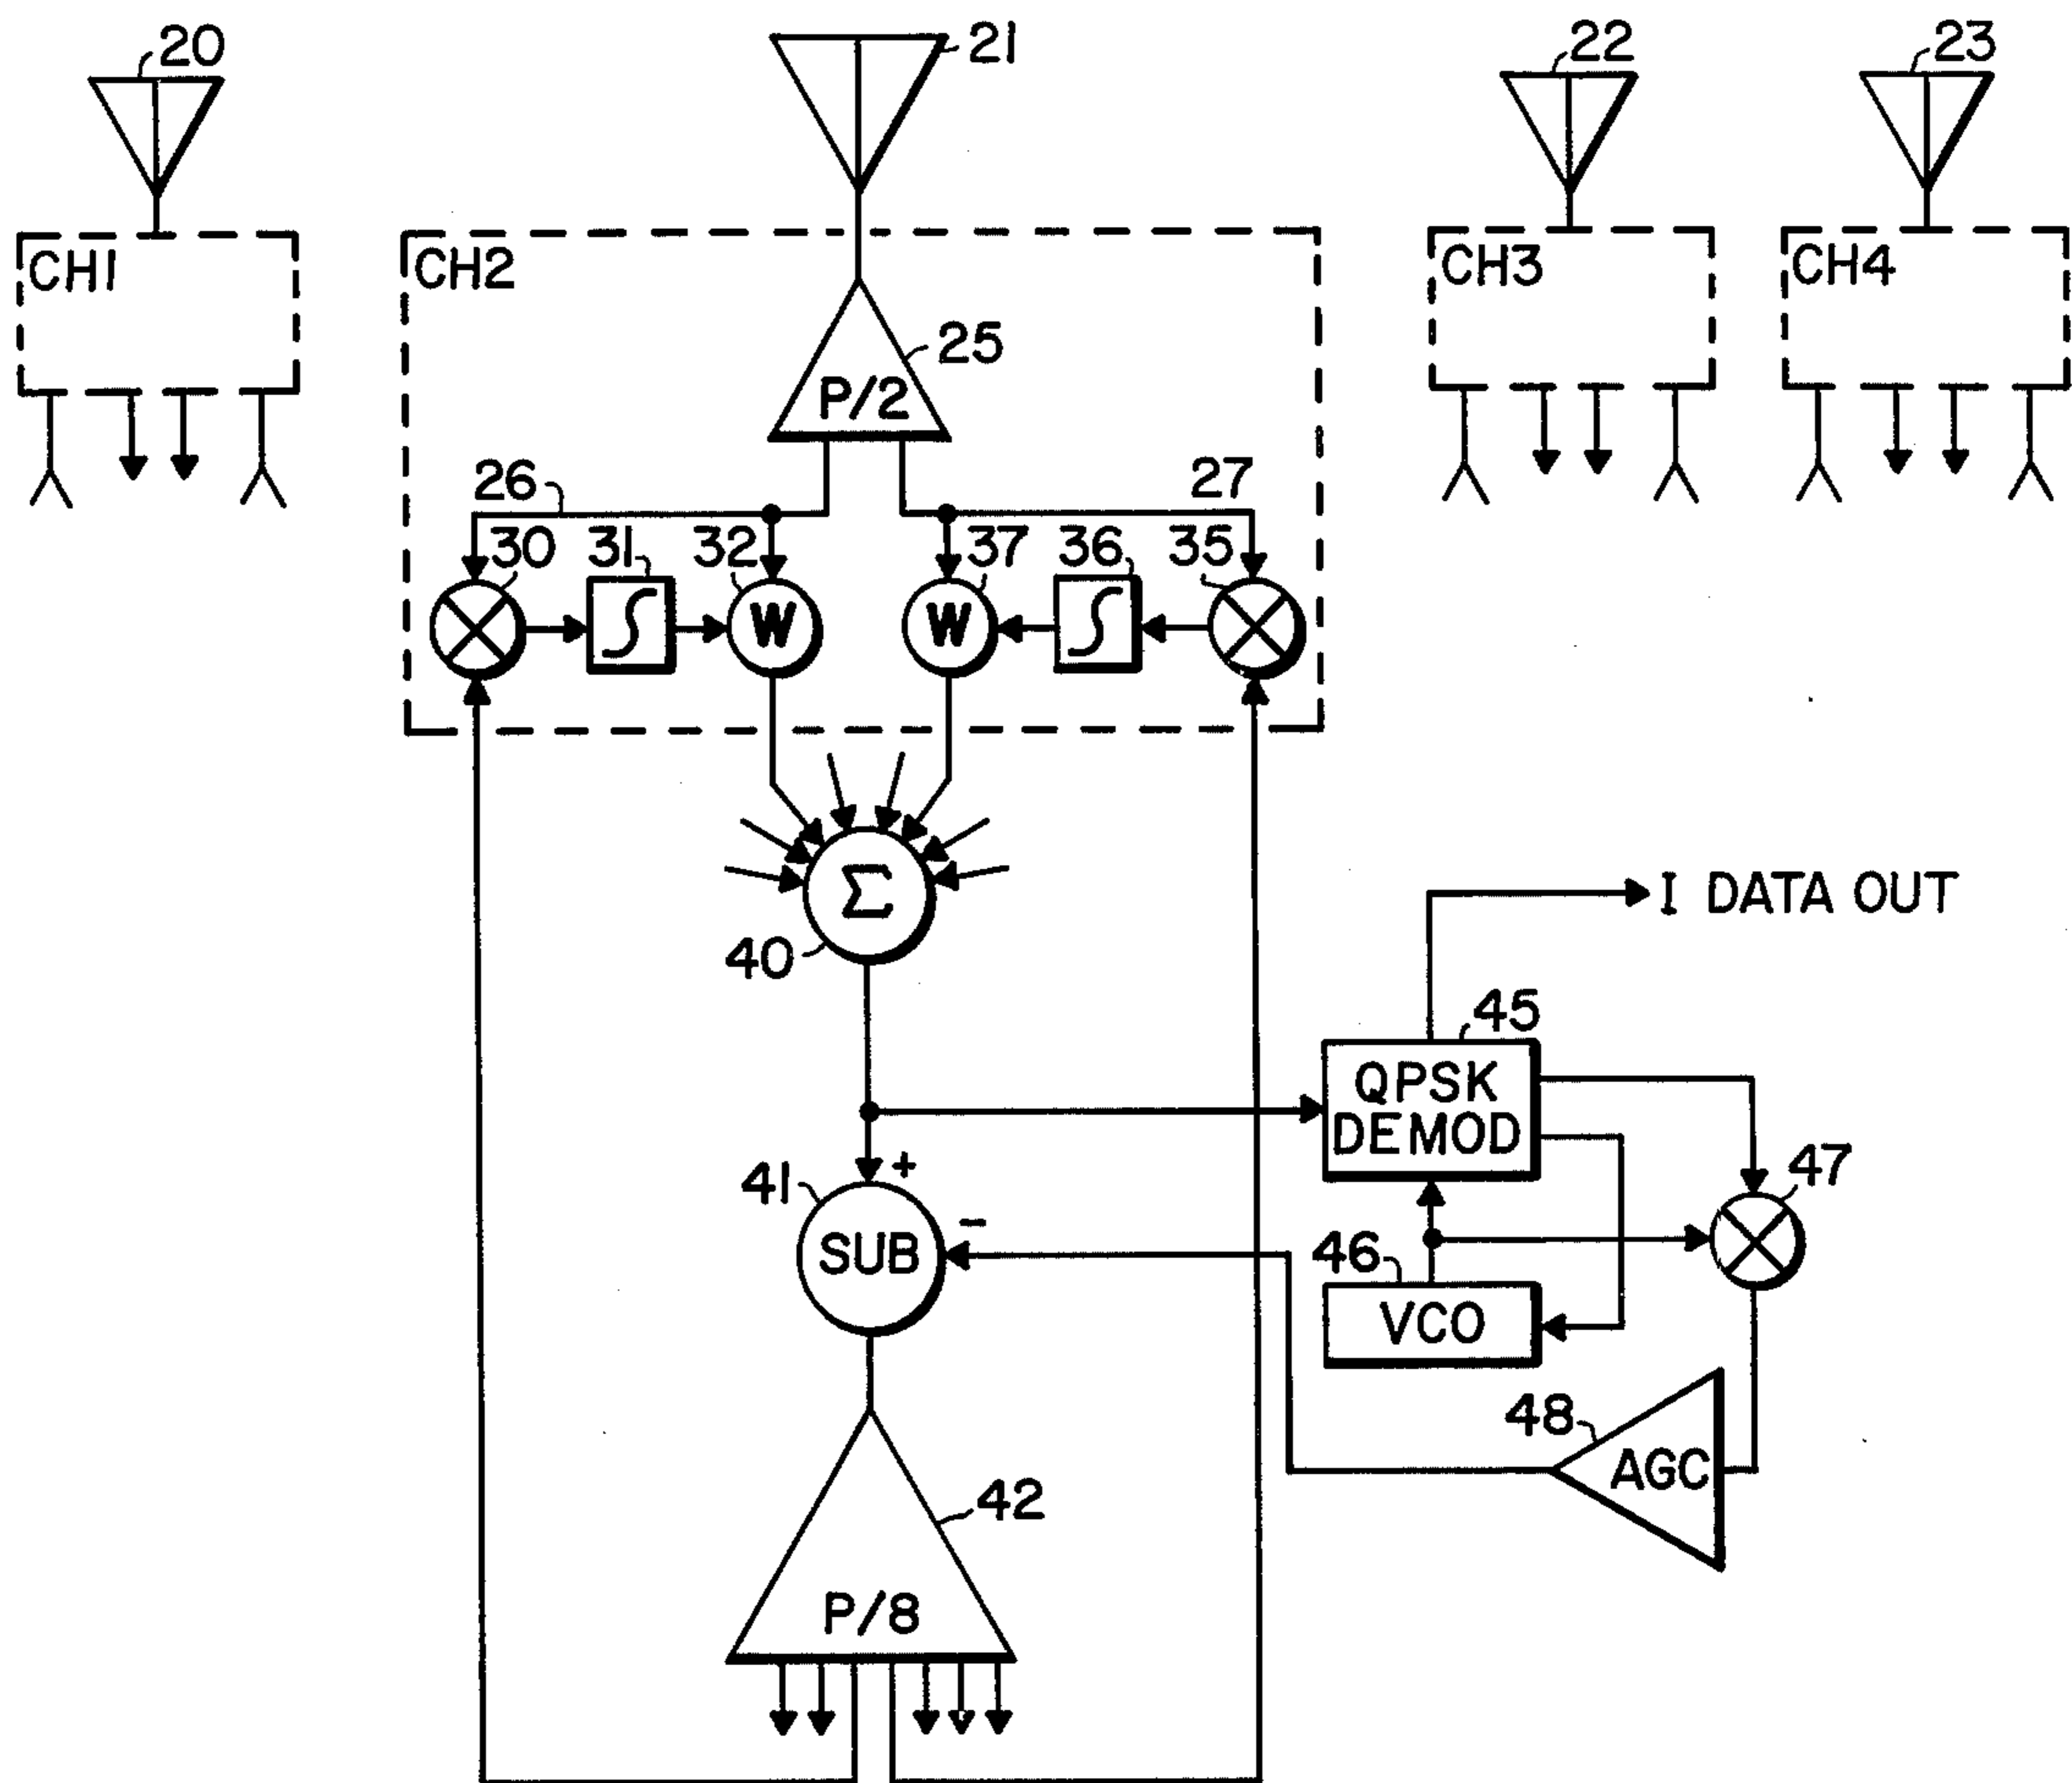 20
21
22
23
CH1
CH2
CH3
CH4
25
P/2
26
27
30
31
32
37
36
35
∫
W
W
∫
Σ
40
I DATA OUT
45
QPSK
DEMOD
41
+
-
SUB
47
46
VCO
48
AGC
42
P/8